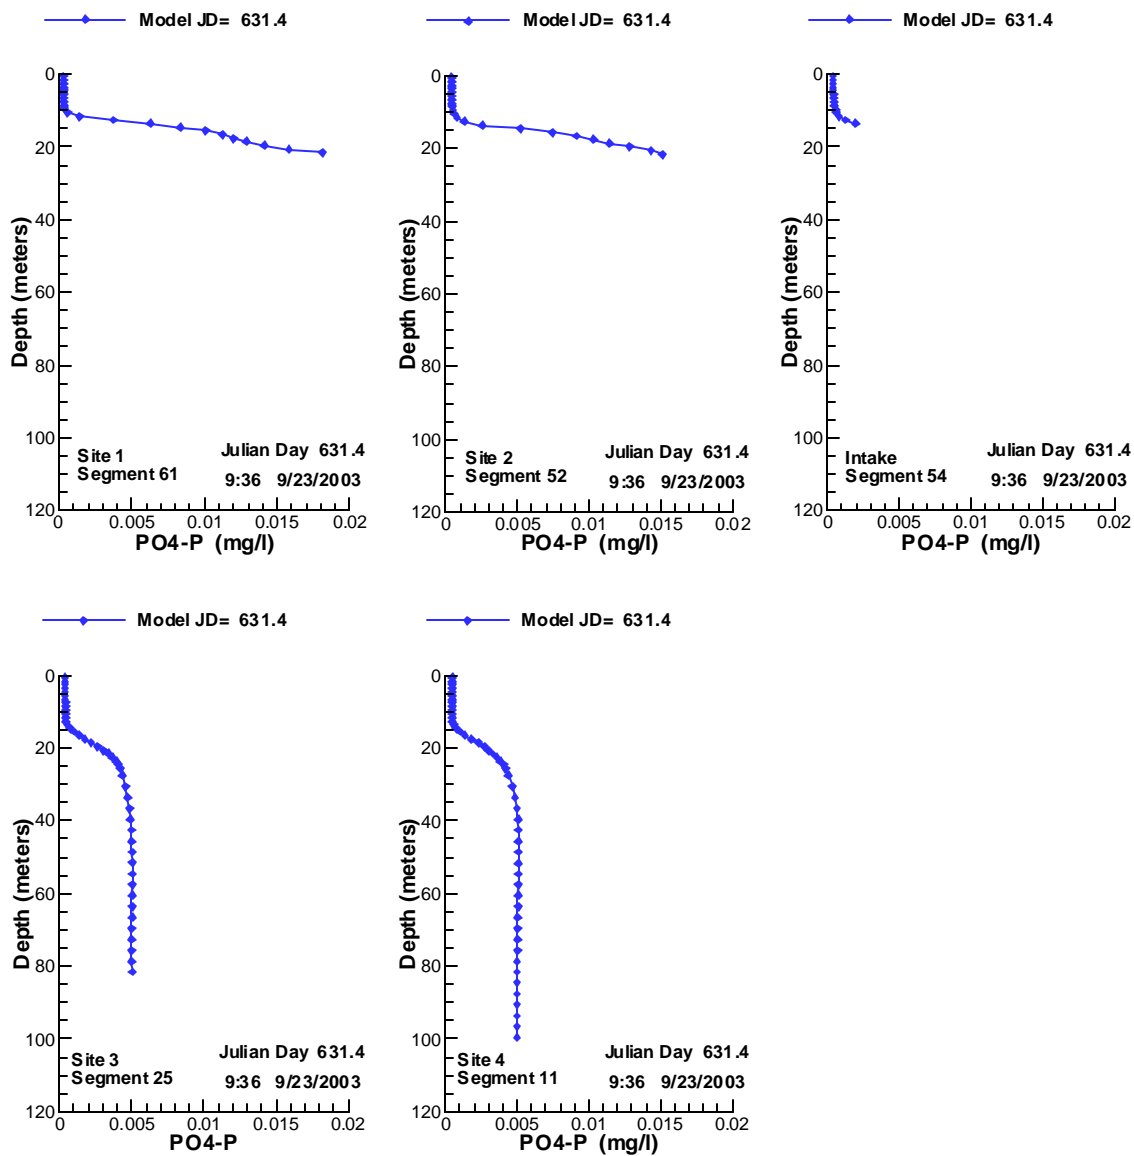 Model JD= 631.4
0
20
40
60
80
100
120
Depth (meters)
Site 1
Segment 61
Julian Day 631.4
9:36 9/23/2003
0 0.005 0.01 0.015 0.02
PO4-P (mg/l)
Model JD= 631.4
0
20
40
60
80
100
120
Depth (meters)
Site 2
Segment 52
Julian Day 631.4
9:36 9/23/2003
0 0.005 0.01 0.015 0.02
PO4-P (mg/l)
Model JD= 631.4
0
20
40
60
80
100
120
Depth (meters)
Intake
Segment 54
Julian Day 631.4
9:36 9/23/2003
0 0.005 0.01 0.015 0.02
PO4-P (mg/l)
Model JD= 631.4
0
20
40
60
80
100
120
Depth (meters)
Site 3
Segment 25
Julian Day 631.4
9:36 9/23/2003
0 0.005 0.01 0.015 0.02
PO4-P
Model JD= 631.4
0
20
40
60
80
100
120
Depth (meters)
Site 4
Segment 11
Julian Day 631.4
9:36 9/23/2003
0 0.005 0.01 0.015 0.02
PO4-P (mg/l)